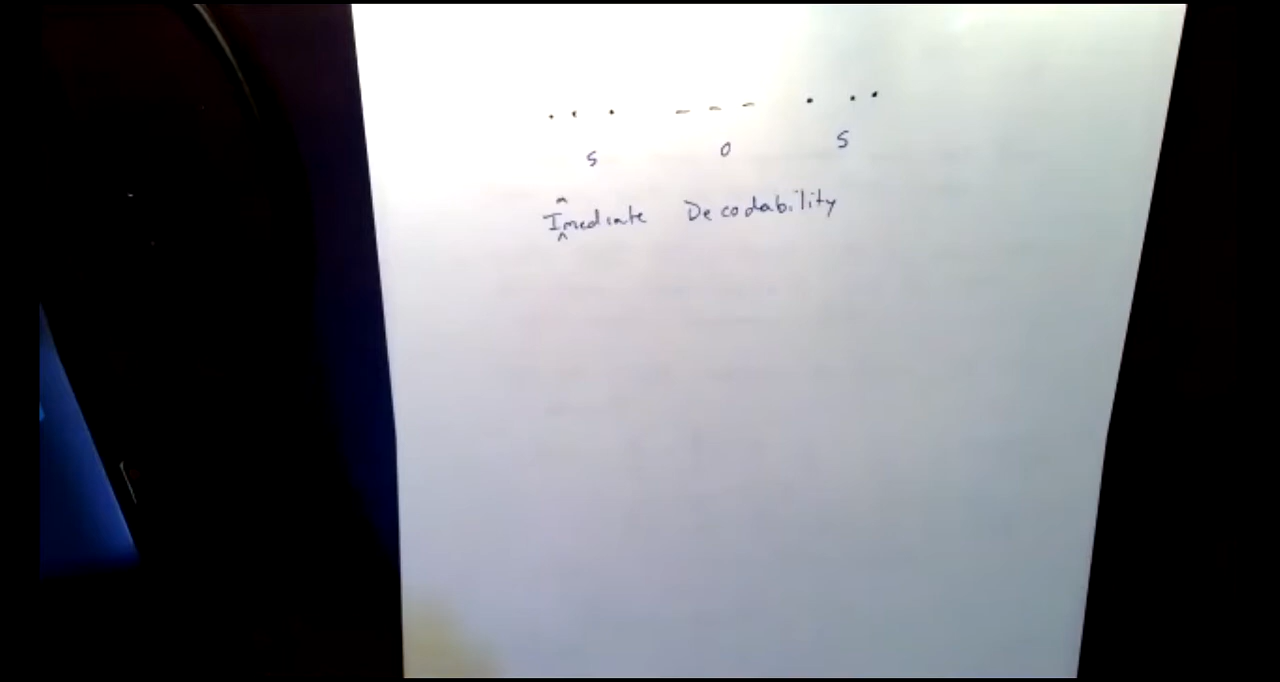 . . . _ _ _ . . .
S O S
Imediate Decodability